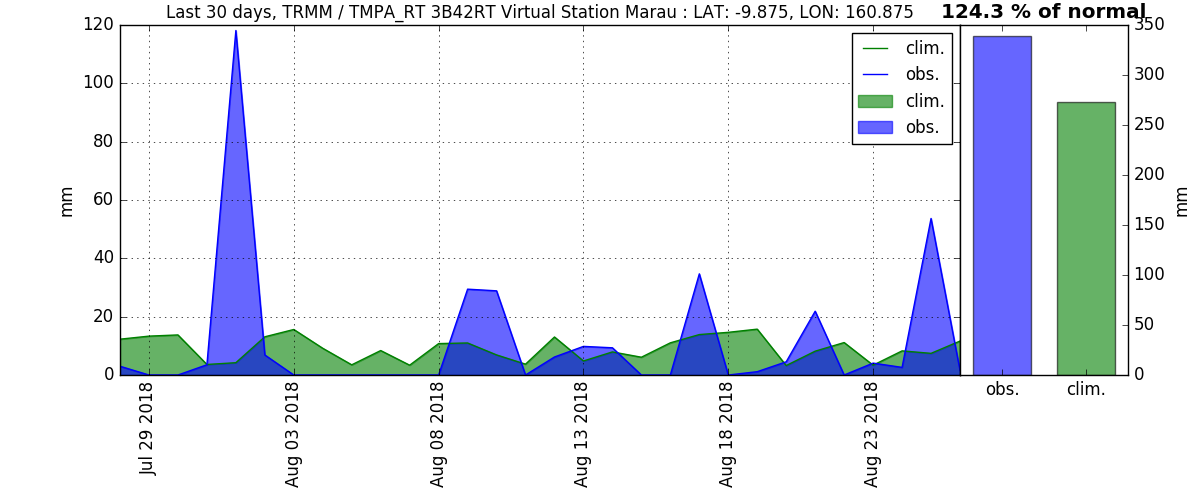 Last 30 days, TRMM / TMPA_RT 3B42RT Virtual Station Marau : LAT: -9.875, LON: 160.875
124.3 % of normal
120
100
80
60
40
20
0
mm
clim.
obs.
clim.
obs.
350
300
250
200
150
100
50
0
mm
Jul 29 2018
Aug 03 2018
Aug 08 2018
Aug 13 2018
Aug 18 2018
Aug 23 2018
obs.
clim.